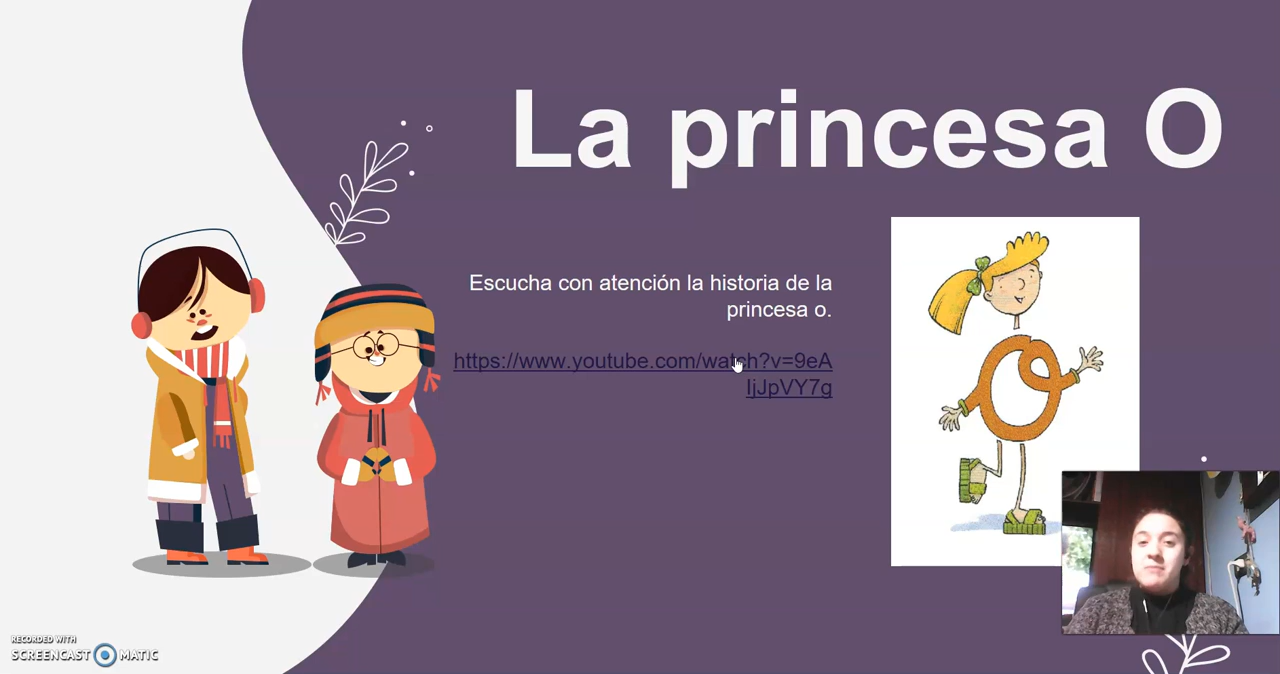 La princesa O
Escucha con atención la historia de la
princesa o.
https://www.youtube.com/watch?v=9eA
IjJpVY7g
RECORDED WITH
SCREENCAST MATIC